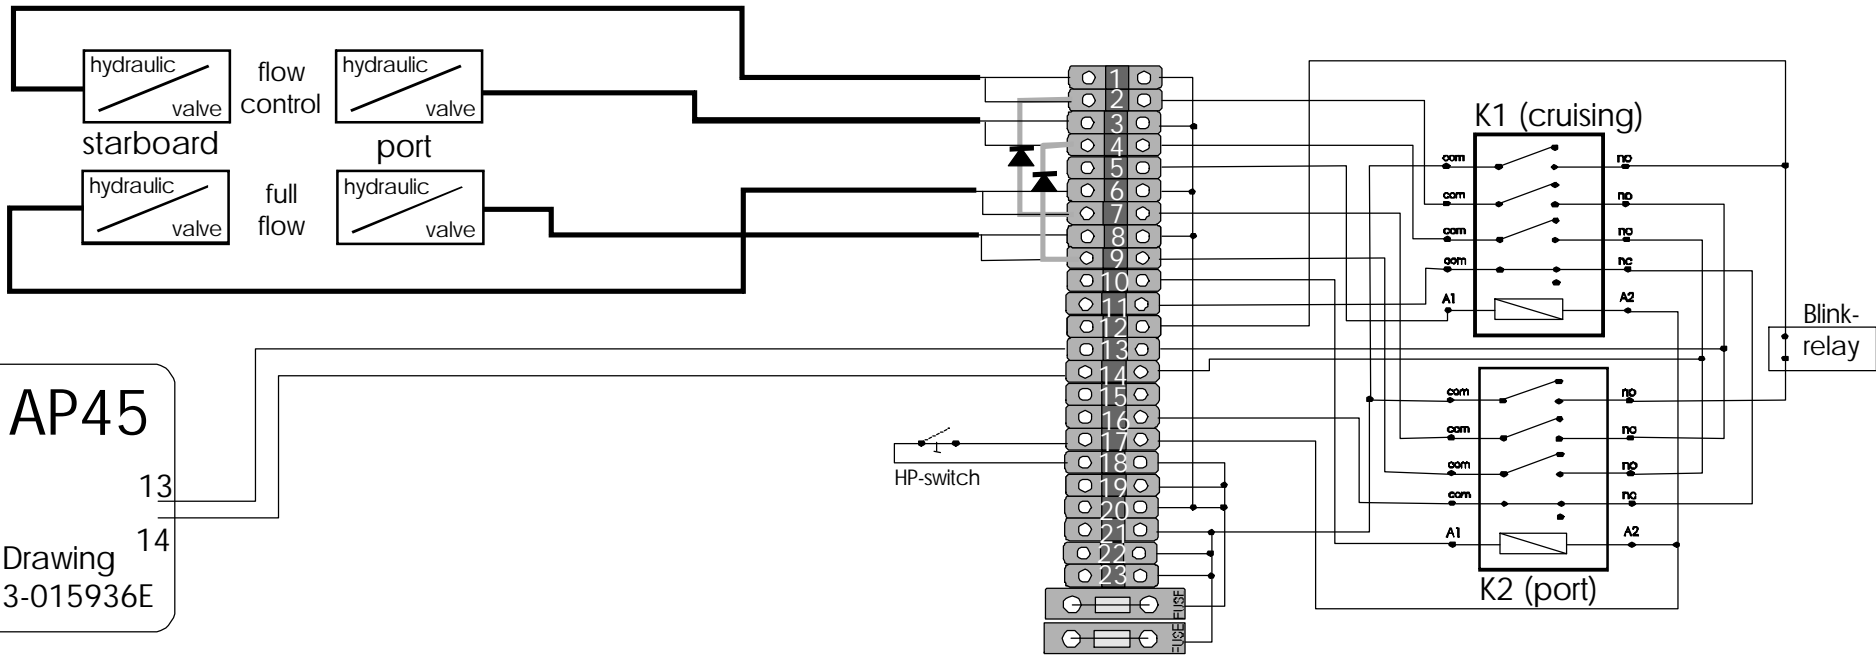 hydraulic
valve
flow
control
hydraulic
valve
starboard
port
hydraulic
valve
full
flow
hydraulic
valve
AP45
13
14
Drawing
3-015936E
HP-switch
1
2
3
4
5
6
7
8
9
10
11
12
13
14
15
16
17
18
19
20
21
22
23
FUSE
FUSE
K1 (cruising)
com no
com no
com no
com nc
A1 A2
Blink-
relay
com no
com no
com no
com no
A1 A2
K2 (port)